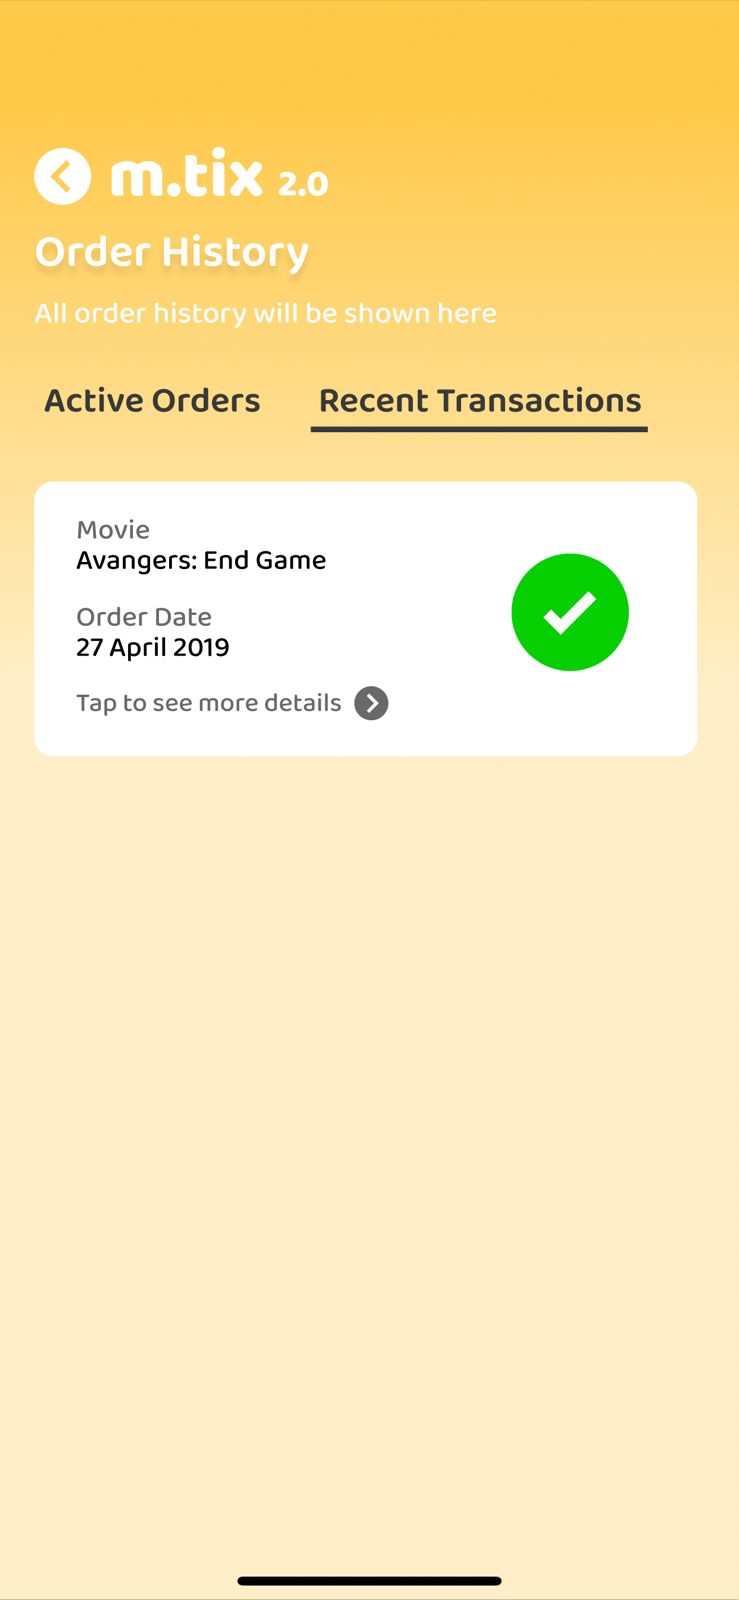 m.tix 2.0
Order History
All order history will be shown here
Active Orders
Recent Transactions
Movie
Avangers: End Game
Order Date
27 April 2019
Tap to see more details